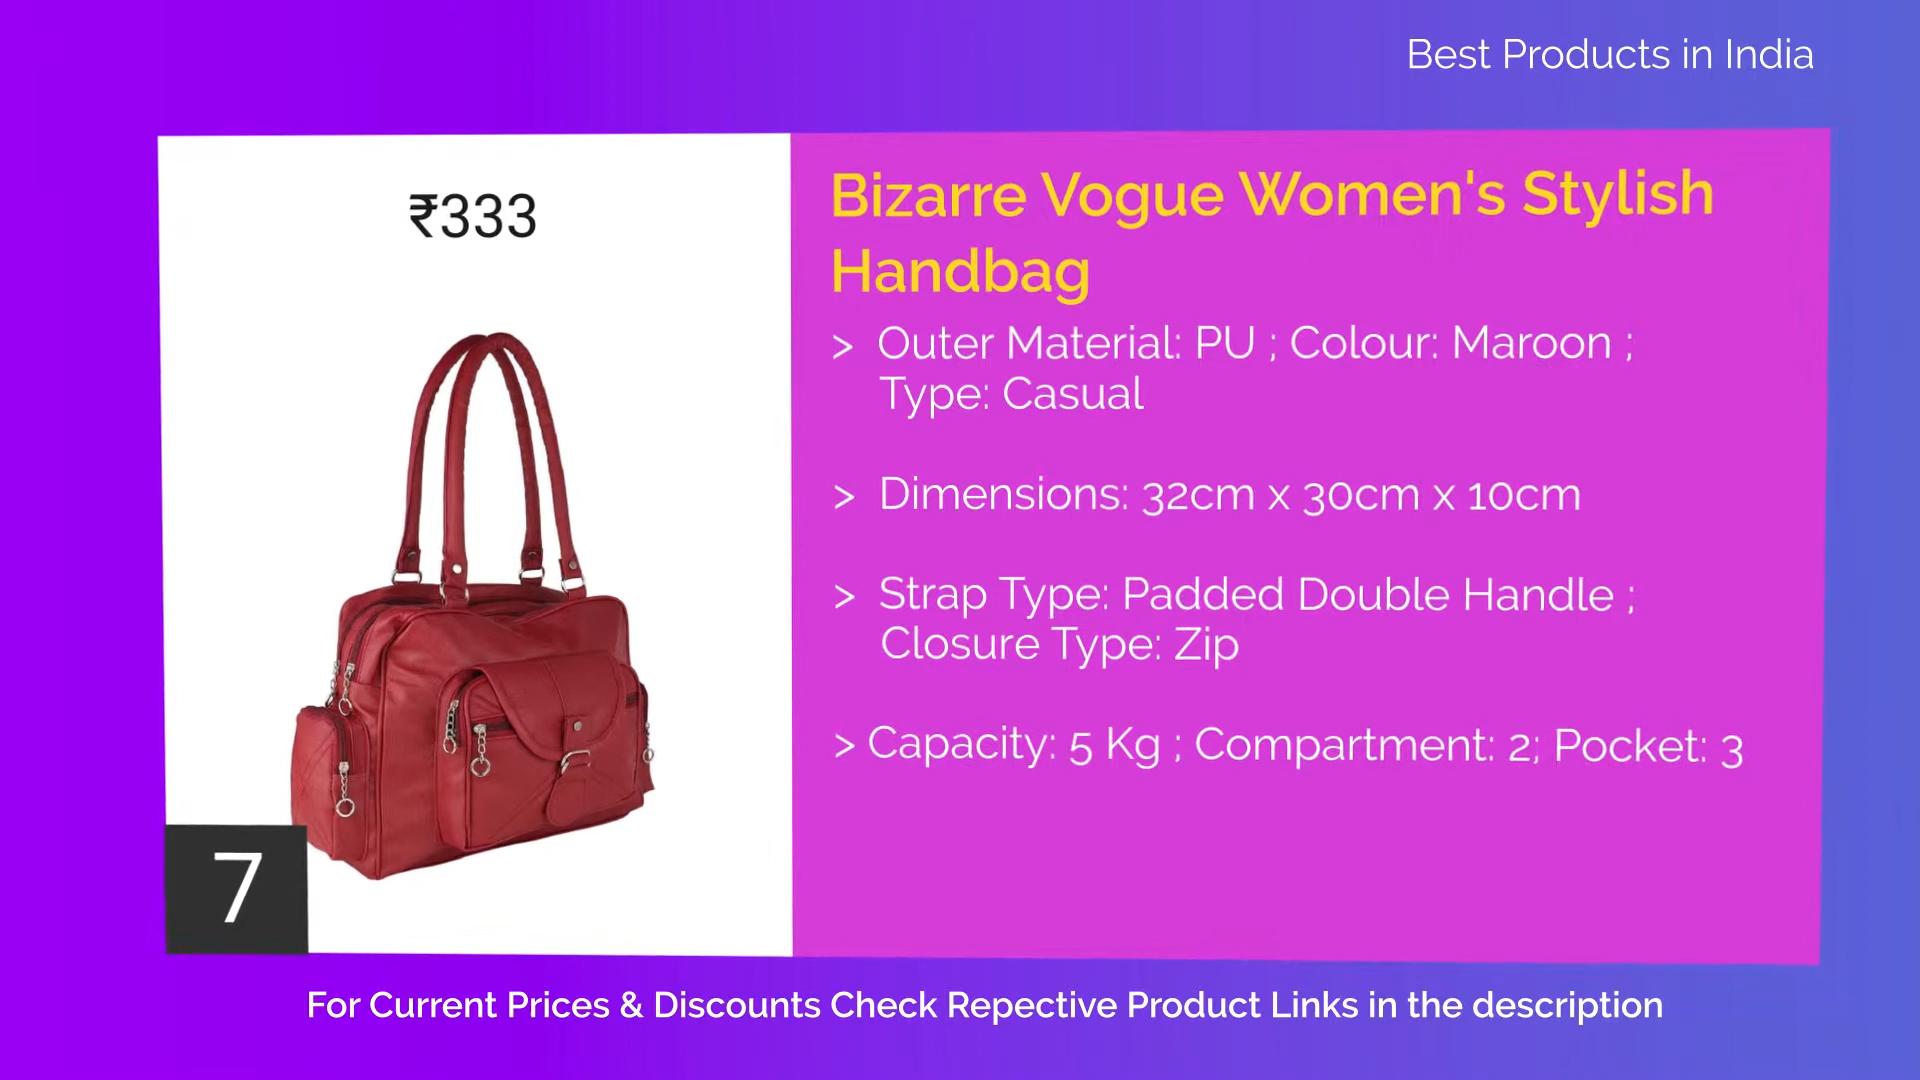 Best Products in India
₹333
Bizarre Vogue Women's Stylish
Handbag
> Outer Material: PU ; Colour: Maroon ;
Type: Casual
> Dimensions: 32cm x 30cm x 10cm
> Strap Type: Padded Double Handle ;
Closure Type: Zip
> Capacity: 5 Kg ; Compartment: 2; Pocket: 3
7
For Current Prices & Discounts Check Repective Product Links in the description